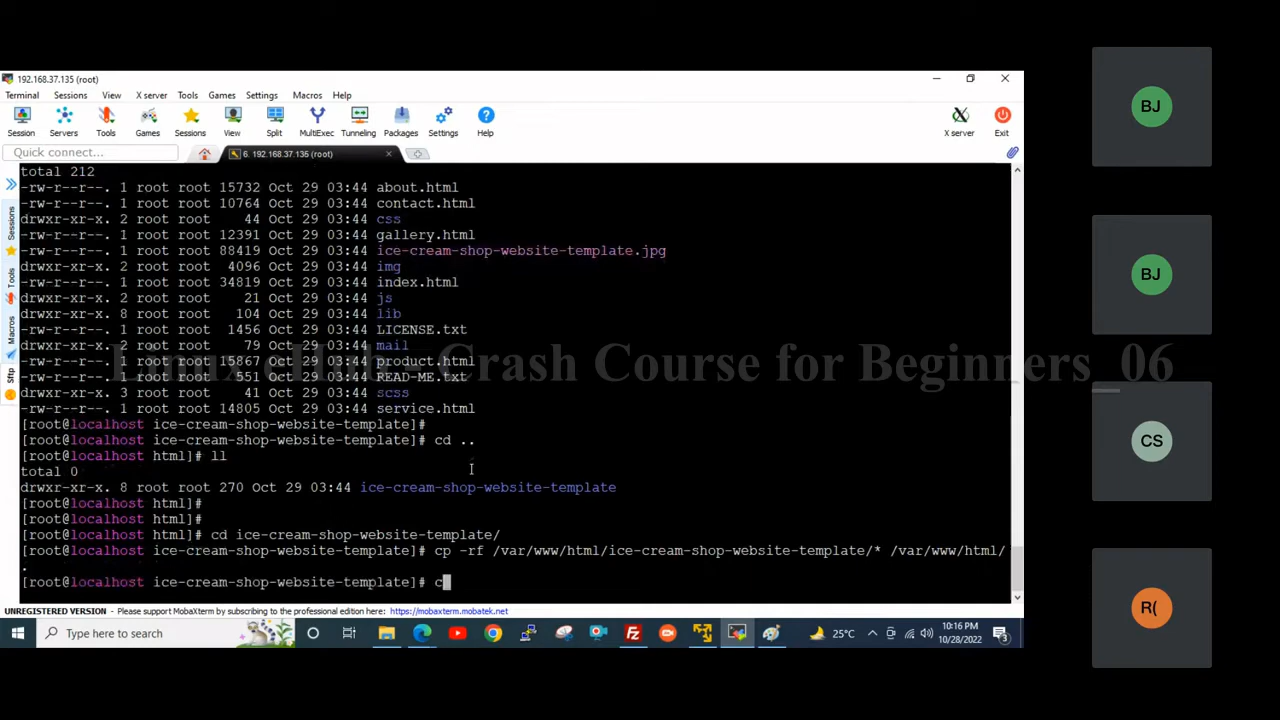 192.168.37.135 (root)
Terminal Sessions View X server Tools Games Settings Macros Help
Session Servers Tools Games Sessions View Split MultiExec Tunneling Packages Settings Help X server Exit
Quick connect... 6. 192.168.37.135 (root)
total 212
-rw-r--r--. 1 root root 15732 Oct 29 03:44 about.html
-rw-r--r--. 1 root root 10764 Oct 29 03:44 contact.html
drwxr-xr-x. 2 root root 44 Oct 29 03:44 css
-rw-r--r--. 1 root root 12391 Oct 29 03:44 gallery.html
-rw-r--r--. 1 root root 88419 Oct 29 03:44 ice-cream-shop-website-template.jpg
drwxr-xr-x. 2 root root 4096 Oct 29 03:44 img
-rw-r--r--. 1 root root 34819 Oct 29 03:44 index.html
drwxr-xr-x. 2 root root 21 Oct 29 03:44 js
drwxr-xr-x. 8 root root 104 Oct 29 03:44 lib
-rw-r--r--. 1 root root 1456 Oct 29 03:44 LICENSE.txt
drwxr-xr-x. 2 root root 79 Oct 29 03:44 mail
-rw-r--r--. 1 root root 15867 Oct 29 03:44 product.html
-rw-r--r--. 1 root root 551 Oct 29 03:44 READ-ME.txt
drwxr-xr-x. 3 root root 41 Oct 29 03:44 scss
-rw-r--r--. 1 root root 14805 Oct 29 03:44 service.html
[root@localhost ice-cream-shop-website-template]#
[root@localhost ice-cream-shop-website-template]# cd ..
[root@localhost html]# ll
total 0
drwxr-xr-x. 8 root root 270 Oct 29 03:44 ice-cream-shop-website-template
[root@localhost html]#
[root@localhost html]#
[root@localhost html]# cd ice-cream-shop-website-template/
[root@localhost ice-cream-shop-website-template]# cp -rf /var/www/html/ice-cream-shop-website-template/* /var/www/html/
.
[root@localhost ice-cream-shop-website-template]# c
Sessions
Tools
Macros
Sftp
Crash Course for Beginners_06
UNREGISTERED VERSION - Please support MobaXterm by subscribing to the professional edition here: https://mobaxterm.mobatek.net
Type here to search
25°C
10:16 PM
10/28/2022
3
BJ
BJ
CS
R(